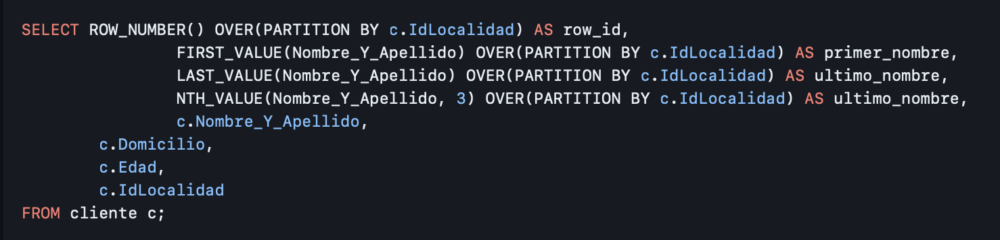 SELECT ROW_NUMBER() OVER(PARTITION BY c.IdLocalidad) AS row_id,
FIRST_VALUE(Nombre_Y_Apellido) OVER(PARTITION BY c.IdLocalidad) AS primer_nombre,
LAST_VALUE(Nombre_Y_Apellido) OVER(PARTITION BY c.IdLocalidad) AS ultimo_nombre,
NTH_VALUE(Nombre_Y_Apellido, 3) OVER(PARTITION BY c.IdLocalidad) AS ultimo_nombre,
c.Nombre_Y_Apellido,
c.Domicilio,
c.Edad,
c.IdLocalidad
FROM cliente c;